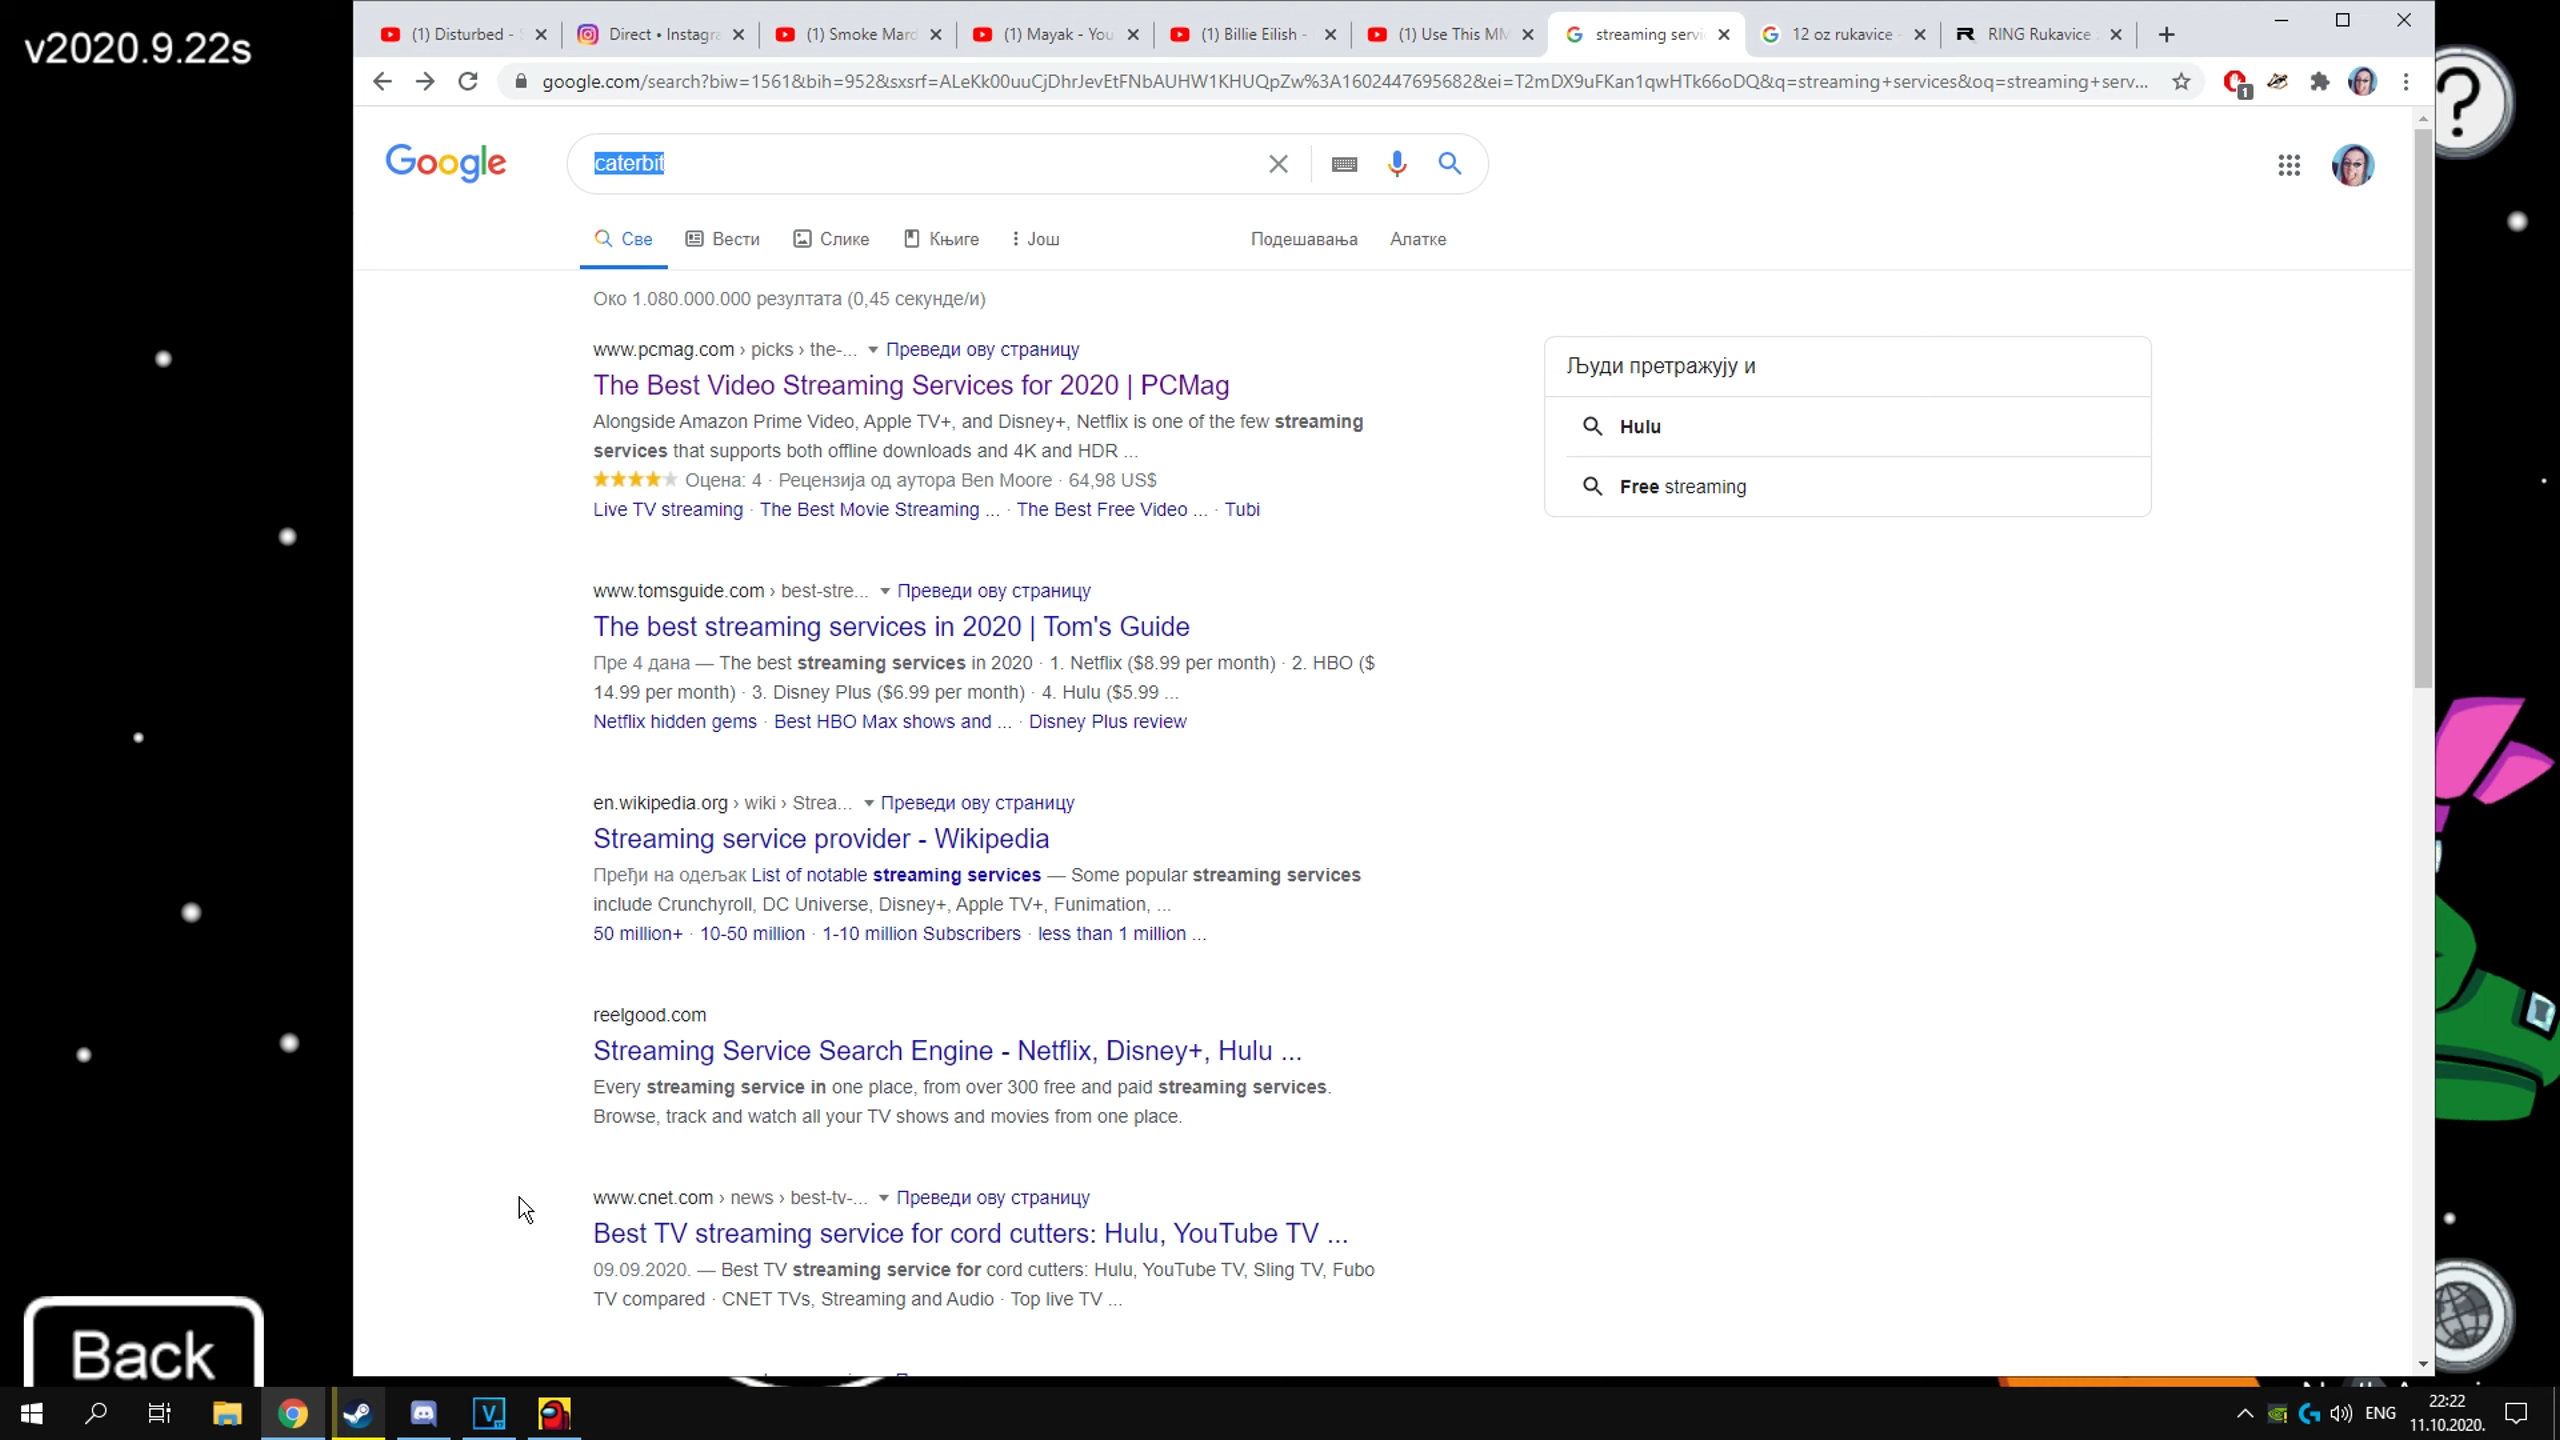 v2020.9.22s
(1) Disturbed -
Direct • Instagra
(1) Smoke Mard
(1) Mayak - You
(1) Billie Eilish -
(1) Use This MM
streaming servi
12 oz rukavice -
RING Rukavice
google.com/search?biw=1561&bih=952&sxsrf=ALeKk00uuCjDhrJevEtFNbAUHW1KHUQpZw%3A1602447695682&ei=T2mDX9uFKan1qwHTk66oDQ&q=streaming+services&oq=streaming+serv...
1
Google
caterbit
Све
Вести
Слике
Књиге
Још
Подешавања
Алатке
Око 1.080.000.000 резултата (0,45 секунде/и)
www.pcmag.com › picks › the-... Преведи ову страницу
The Best Video Streaming Services for 2020 | PCMag
Alongside Amazon Prime Video, Apple TV+, and Disney+, Netflix is one of the few streaming
services that supports both offline downloads and 4K and HDR ...
Оцена: 4 · Рецензија од аутора Ben Moore · 64,98 US$
Live TV streaming · The Best Movie Streaming ... · The Best Free Video ... · Tubi
Људи претражују и
Hulu
Free streaming
www.tomsguide.com › best-stre... Преведи ову страницу
The best streaming services in 2020 | Tom's Guide
Пре 4 дана — The best streaming services in 2020 · 1. Netflix ($8.99 per month) · 2. HBO ($
14.99 per month) · 3. Disney Plus ($6.99 per month) · 4. Hulu ($5.99 ...
Netflix hidden gems · Best HBO Max shows and ... · Disney Plus review
en.wikipedia.org › wiki › Strea... Преведи ову страницу
Streaming service provider - Wikipedia
Пређи на одељак List of notable streaming services — Some popular streaming services
include Crunchyroll, DC Universe, Disney+, Apple TV+, Funimation, ...
50 million+ · 10-50 million · 1-10 million Subscribers · less than 1 million ...
reelgood.com
Streaming Service Search Engine - Netflix, Disney+, Hulu ...
Every streaming service in one place, from over 300 free and paid streaming services.
Browse, track and watch all your TV shows and movies from one place.
www.cnet.com › news › best-tv-... Преведи ову страницу
Best TV streaming service for cord cutters: Hulu, YouTube TV ...
09.09.2020. — Best TV streaming service for cord cutters: Hulu, YouTube TV, Sling TV, Fubo
TV compared · CNET TVs, Streaming and Audio · Top live TV ...
Back
ENG
22:22
11.10.2020.